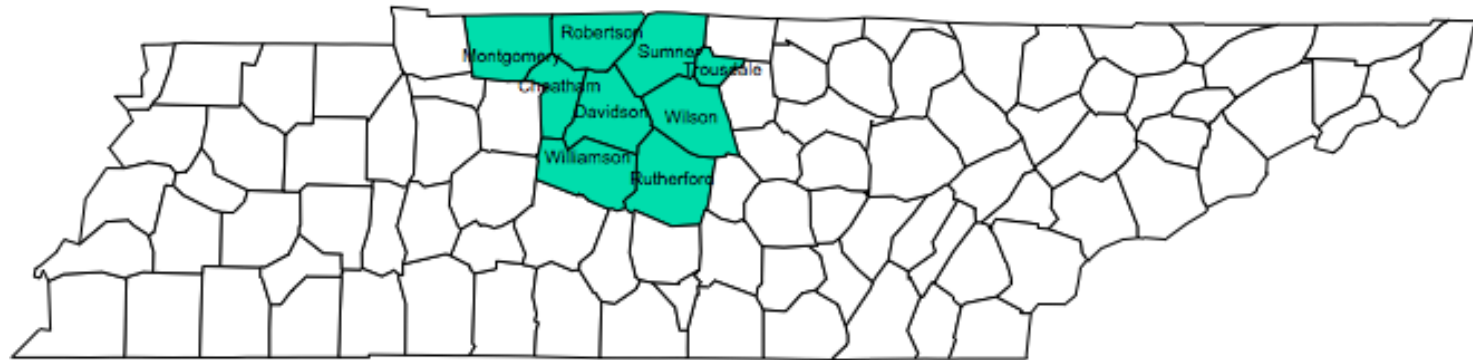 Robertson
Montgomery
Sumner
Trousdale
Cheatham
Davidson
Wilson
Williamson
Rutherford